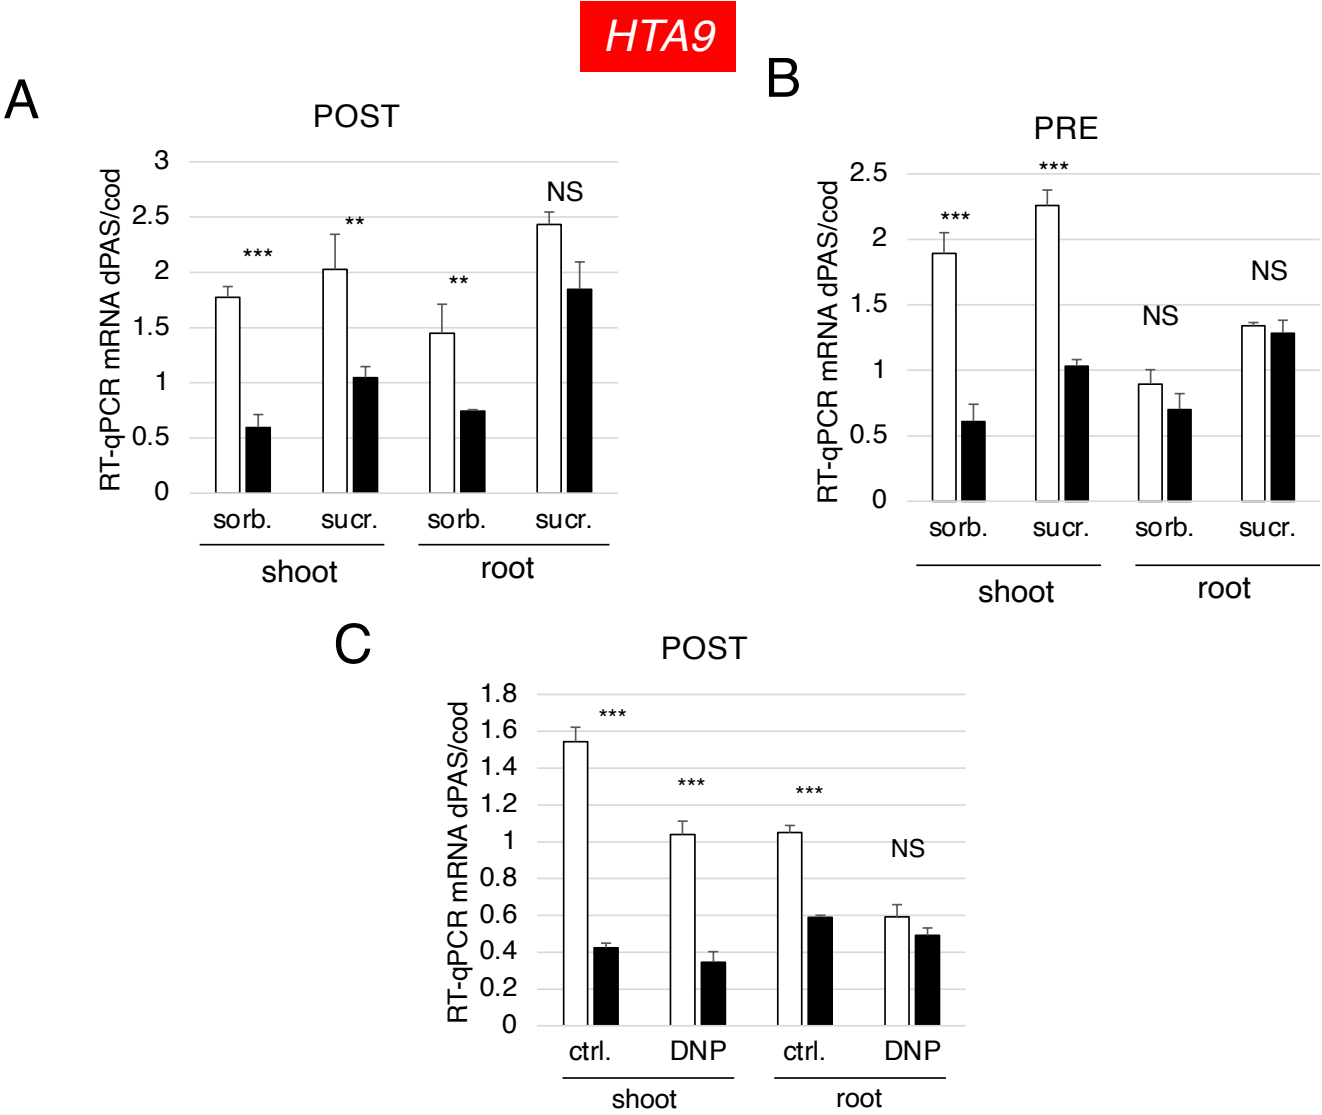 HTA9
A
POST
RT-qPCR mRNA dPAS/cod
3
2.5
2
1.5
1
0.5
0
***
**
**
NS
sorb. sucr. sorb. sucr.
shoot root
B
PRE
RT-qPCR mRNA dPAS/cod
2.5
2
1.5
1
0.5
0
***
***
NS
NS
sorb. sucr. sorb. sucr.
shoot root
C
POST
RT-qPCR mRNA dPAS/cod
1.8
1.6
1.4
1.2
1
0.8
0.6
0.4
0.2
0
***
***
***
NS
ctrl. DNP ctrl. DNP
shoot root